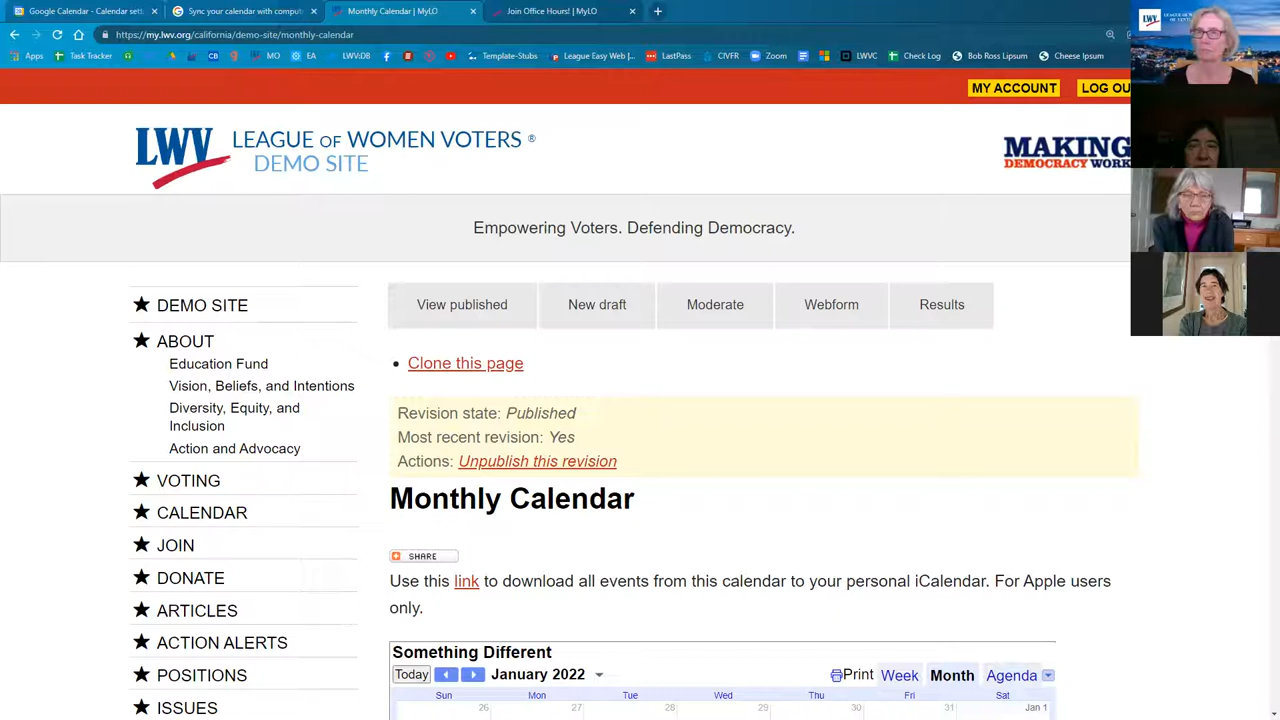 Google Calendar - Calendar sett
Sync your calendar with comput
Monthly Calendar | MyLO
Join Office Hours! | MyLO
https://my.lwv.org/california/demo-site/monthly-calendar
Apps
Task Tracker
CB
MO
EA
LWV:DB
Template-Stubs
League Easy Web |...
LastPass
CIVFR
Zoom
LWVC
Check Log
Bob Ross Lipsum
Cheese Ipsum
MY ACCOUNT
LOG OU
LWV
LEAGUE OF WOMEN VOTERS ®
DEMO SITE
MAKING
DEMOCRACY WORK
Empowering Voters. Defending Democracy.
DEMO SITE
ABOUT
Education Fund
Vision, Beliefs, and Intentions
Diversity, Equity, and
Inclusion
Action and Advocacy
VOTING
CALENDAR
JOIN
DONATE
ARTICLES
ACTION ALERTS
POSITIONS
ISSUES
View published
New draft
Moderate
Webform
Results
Clone this page
Revision state: Published
Most recent revision: Yes
Actions: Unpublish this revision
Monthly Calendar
SHARE
Use this link to download all events from this calendar to your personal iCalendar. For Apple users
only.
Something Different
Today
January 2022
Print
Week
Month
Agenda
Sun Mon Tue Wed Thu Fri Sat
26 27 28 29 30 31 Jan 1
LWV